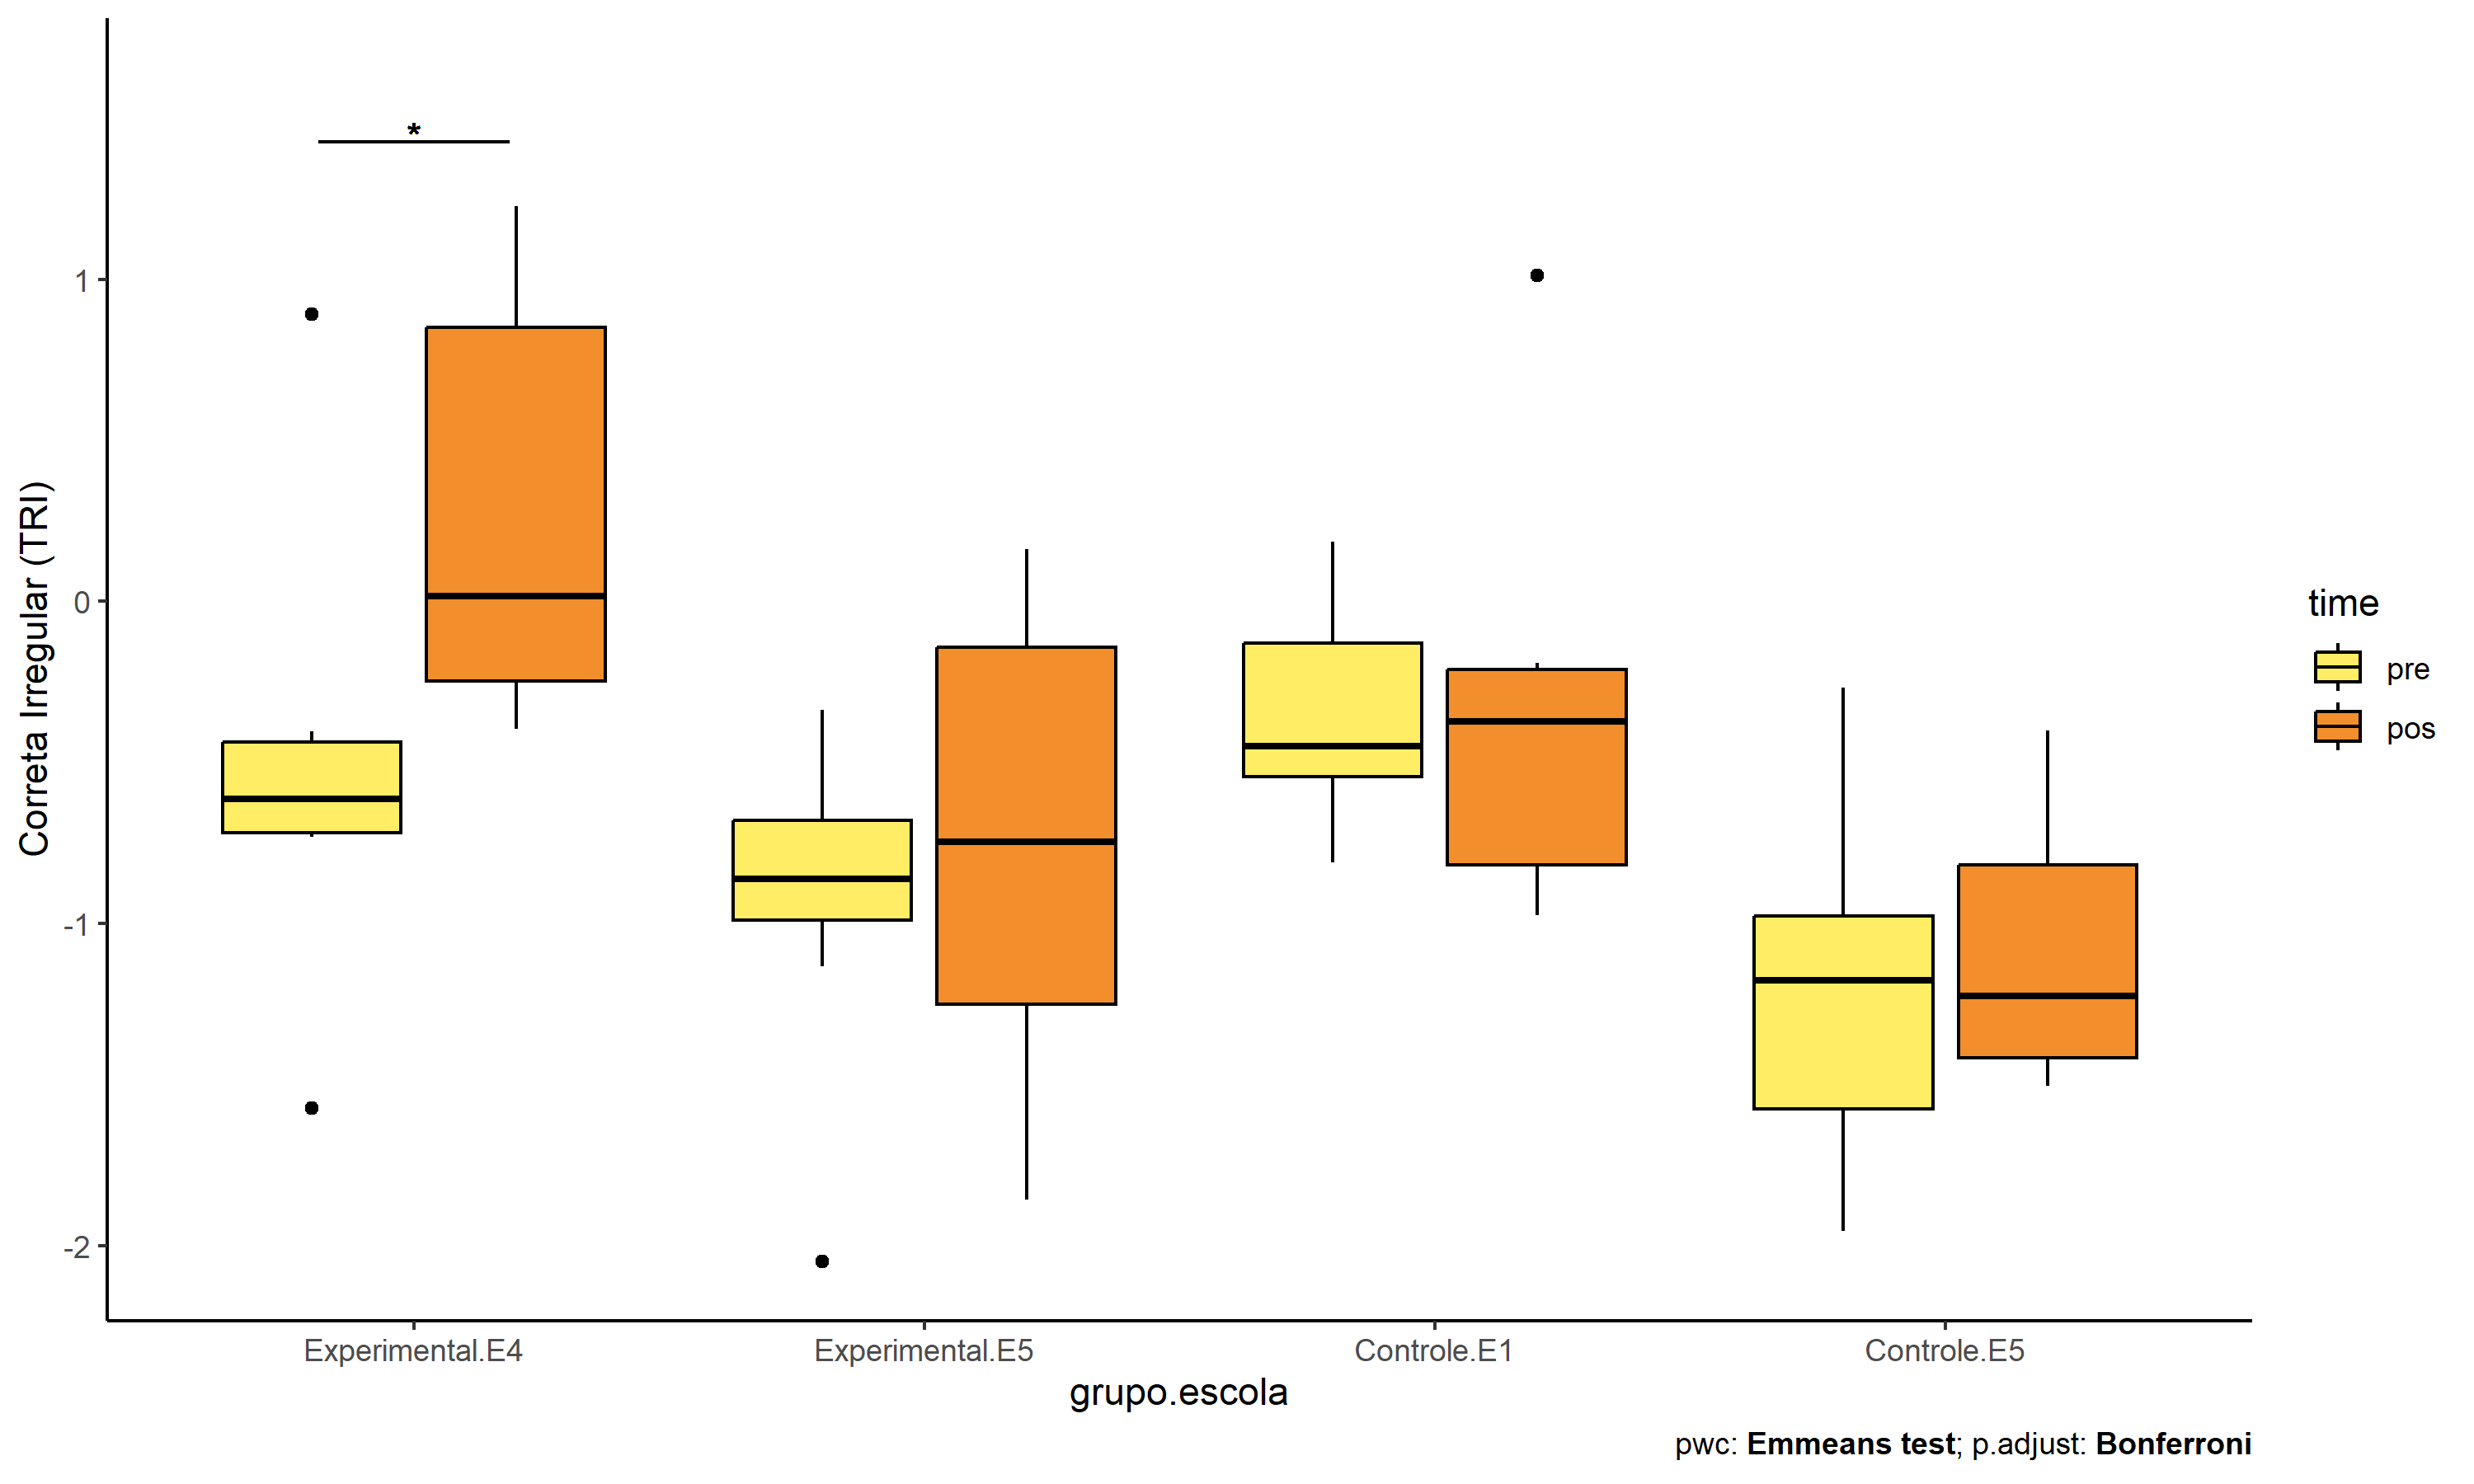 *
1
0
-1
-2
Correta Irregular (TRI)
Experimental.E4
Experimental.E5
Controle.E1
Controle.E5
grupo.escola
time
pre
pos
pwc: Emmeans test; p.adjust: Bonferroni